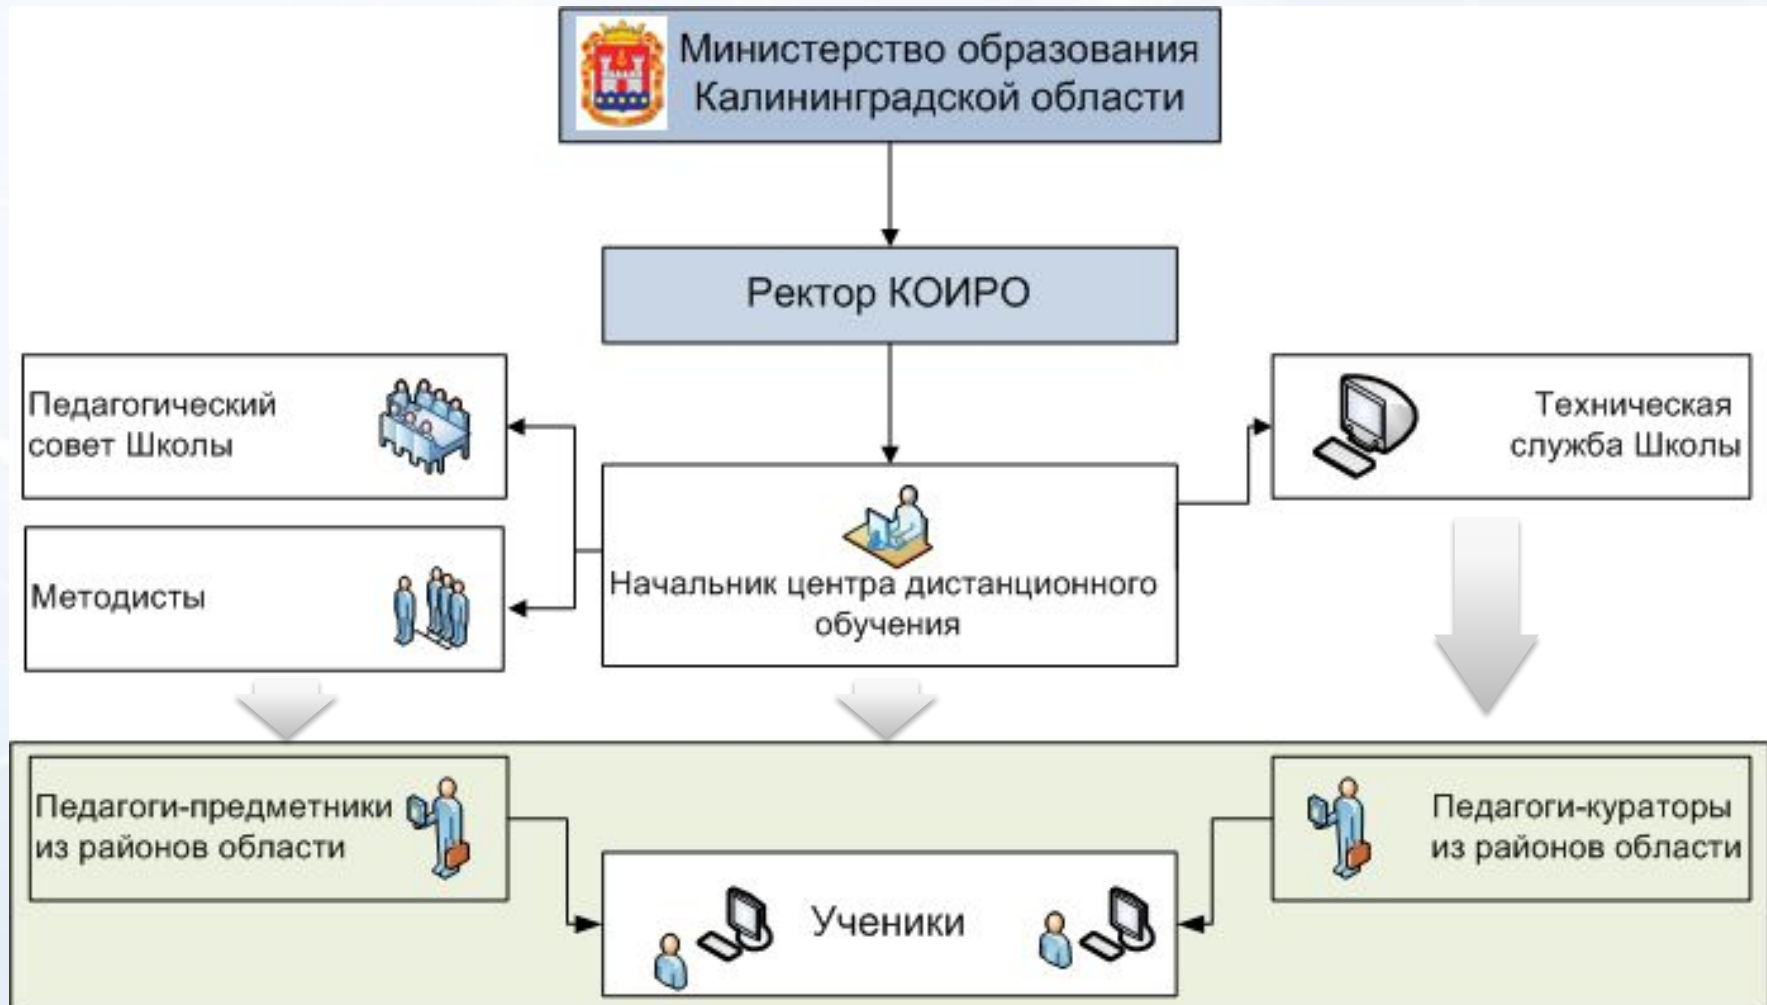 Министерство образования
Калининградской области
Ректор КОИРО
Педагогический
совет Школы
Техническая
служба Школы
Методисты
Начальник центра дистанционного
обучения
Педагоги-предметники
из районов области
Педагоги-кураторы
из районов области
Ученики